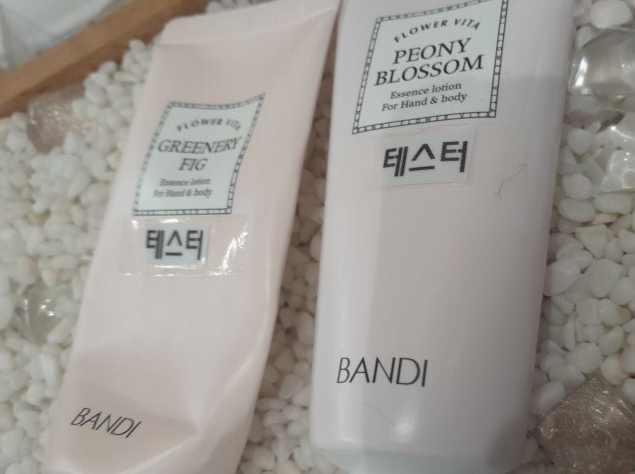 FLOWER VITA
GREENERY
FIG
Essence lotion
For Hand & body
테스터
BANDI
FLOWER VITA
PEONY
BLOSSOM
Essence lotion
For Hand & body
테스터
BANDI